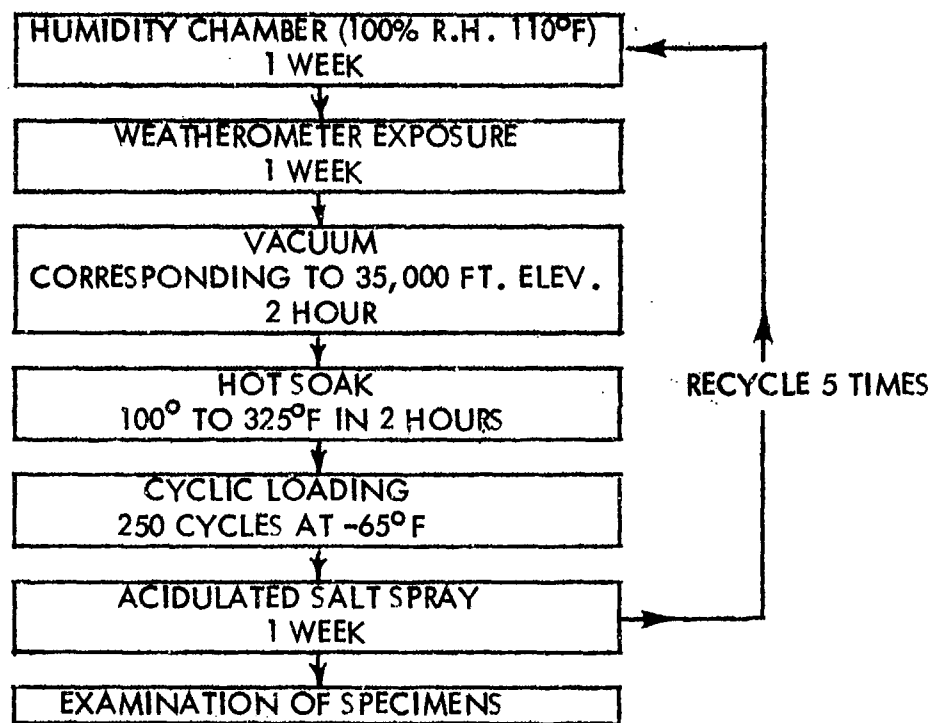 HUMIDITY CHAMBER (100% R.H. 110°F)
1 WEEK
WEATHEROMETER EXPOSURE
1 WEEK
VACUUM
CORRESPONDING TO 35,000 FT. ELEV.
2 HOUR
HOT SOAK
100° TO 325°F IN 2 HOURS
RECYCLE 5 TIMES
CYCLIC LOADING
250 CYCLES AT -65°F
ACIDULATED SALT SPRAY
1 WEEK
EXAMINATION OF SPECIMENS